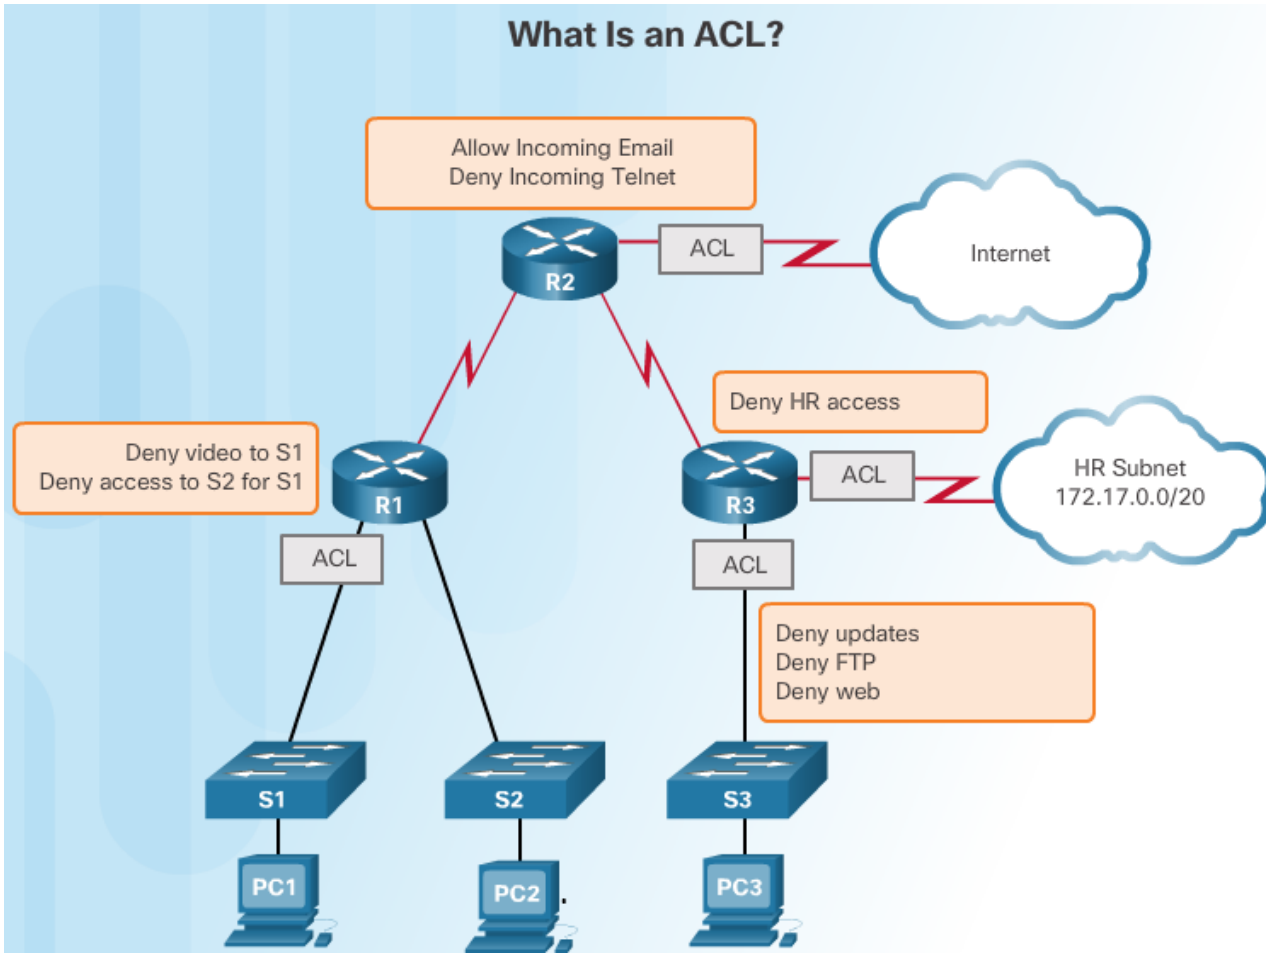 What Is an ACL?
Allow Incoming Email
Deny Incoming Telnet
ACL
Internet
R2
Deny HR access
Deny video to S1
Deny access to S2 for S1
R1
R3
ACL
HR Subnet
172.17.0.0/20
ACL
ACL
Deny updates
Deny FTP
Deny web
S1
S2
S3
PC1
PC2
PC3